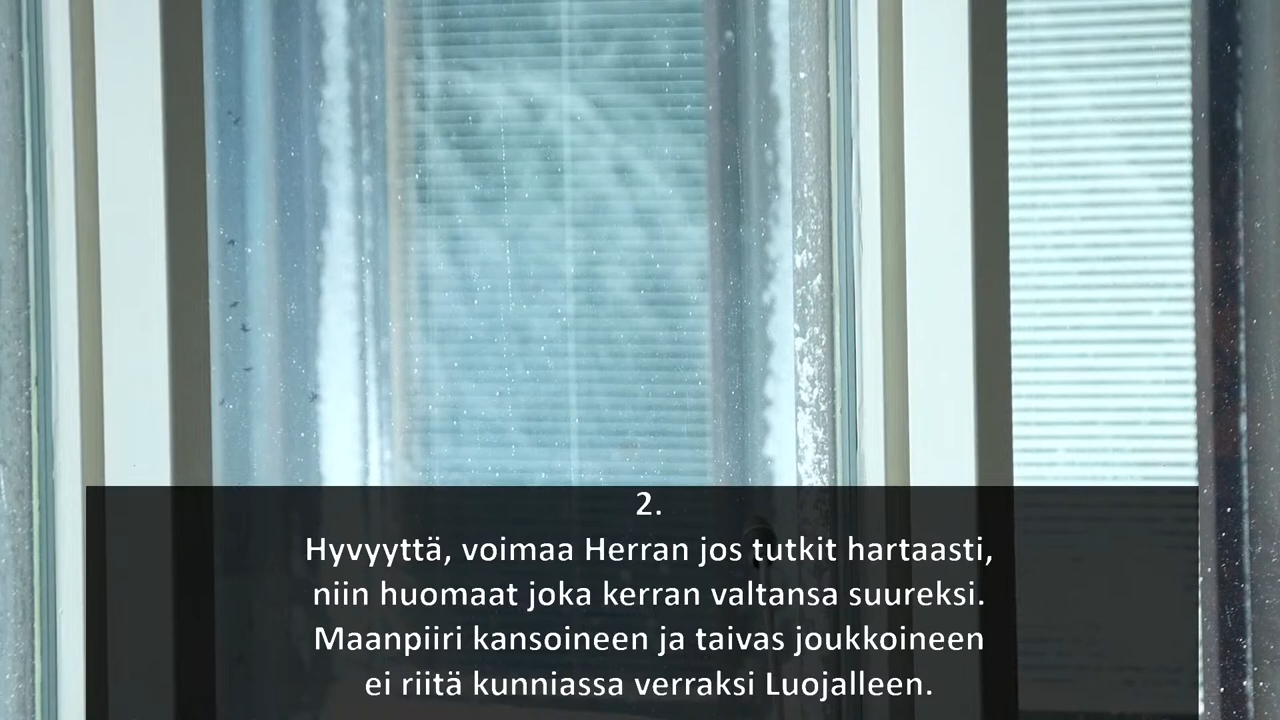 2.
Hyvyyttä, voimaa Herran jos tutkit hartaasti,
niin huomaat joka kerran valtansa suureksi.
Maanpiiri kansoineen ja taivas joukkoineen
ei riitä kunniassa verraksi Luojalleen.